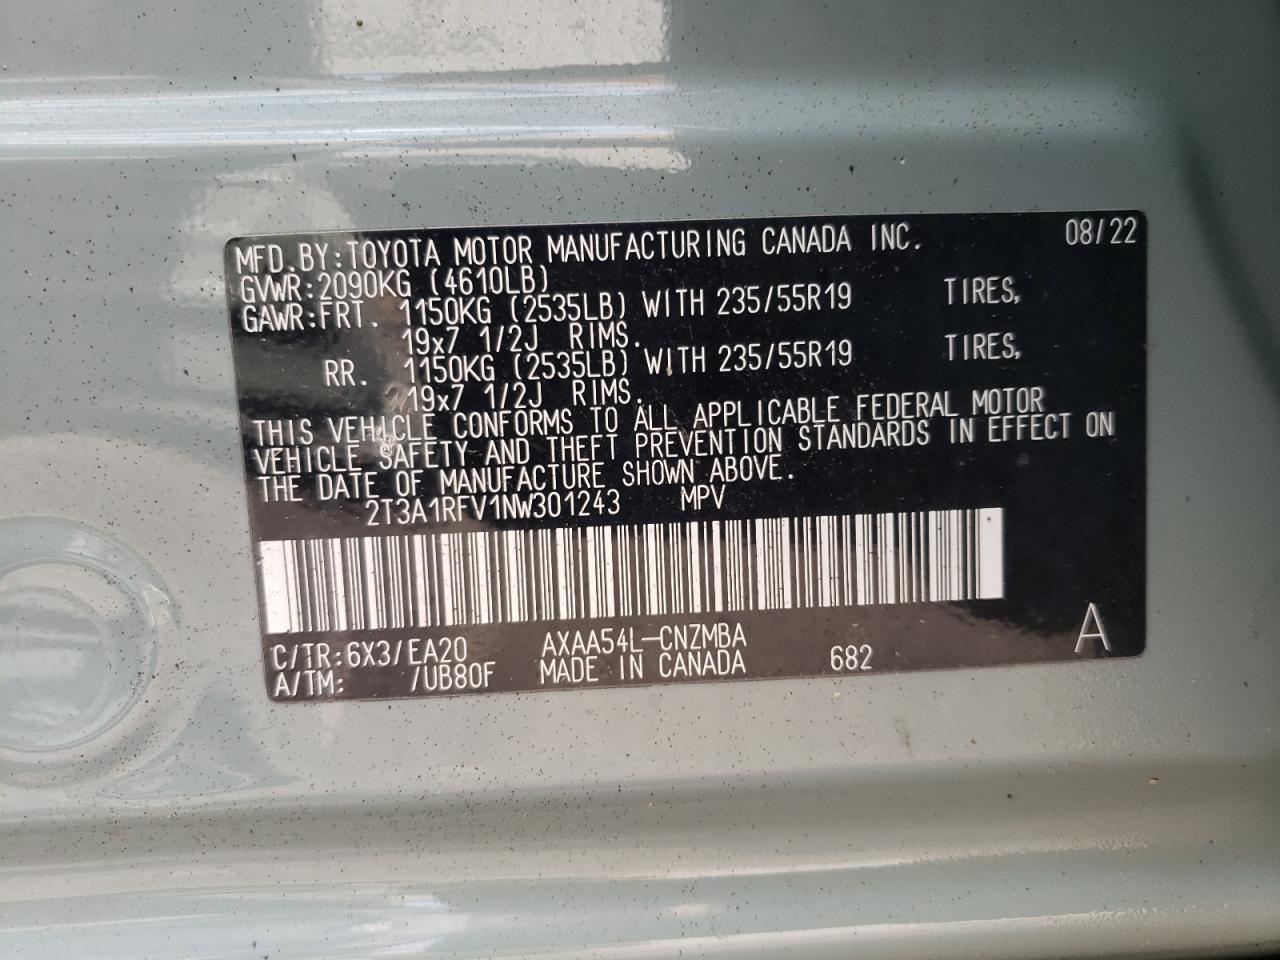 MFD.BY:TOYOTA MOTOR MANUFACTURING CANADA INC. 08/22
GVWR:2090KG (4610LB)
GAWR:FRT. 1150KG (2535LB) WITH 235/55R19 TIRES,
19x7 1/2J RIMS.
RR. 1150KG (2535LB) WITH 235/55R19 TIRES,
19x7 1/2J RIMS.
THIS VEHICLE CONFORMS TO ALL APPLICABLE FEDERAL MOTOR
VEHICLE SAFETY AND THEFT PREVENTION STANDARDS IN EFFECT ON
THE DATE OF MANUFACTURE SHOWN ABOVE.
2T3A1RFV1NW301243 MPV
C/TR:6X3/EA20 AXAA54L-CNZMBA
A/TM: /UB80F MADE IN CANADA 682 A